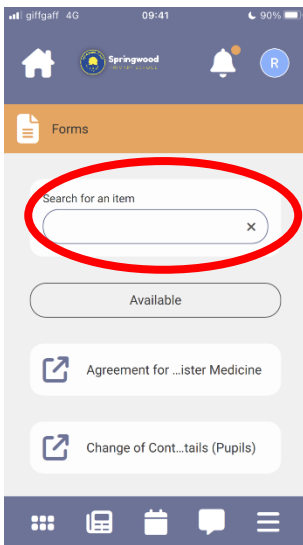 giffgaff 4G 09:41 90%
Springwood
R
Forms
Search for an item
Available
Agreement for ...ister Medicine
Change of Cont...tails (Pupils)